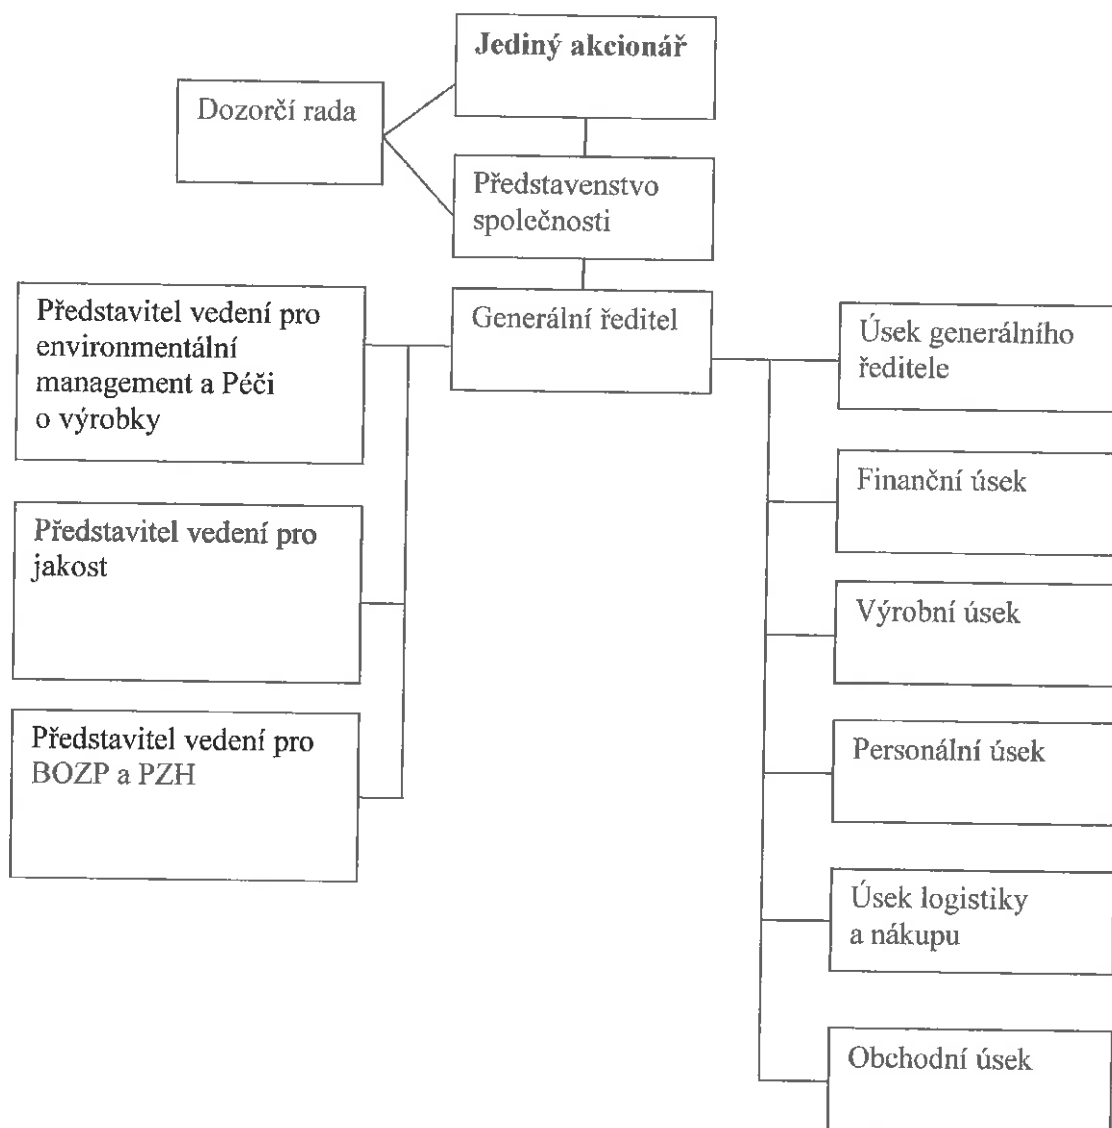 Jediný akcionář
Dozorčí rada
Představenstvo
společnosti
Generální ředitel
Představitel vedení pro
environmentální
management a Péči
o výrobky
Představitel vedení pro
jakost
Představitel vedení pro
BOZP a PZH
Úsek generálního
ředitele
Finanční úsek
Výrobní úsek
Personální úsek
Úsek logistiky
a nákupu
Obchodní úsek